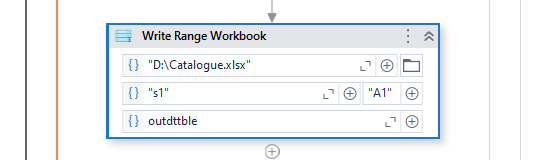 Write Range Workbook
{ } "D:\Catalogue.xlsx"
{ } "s1" "A1"
{ } outdttble